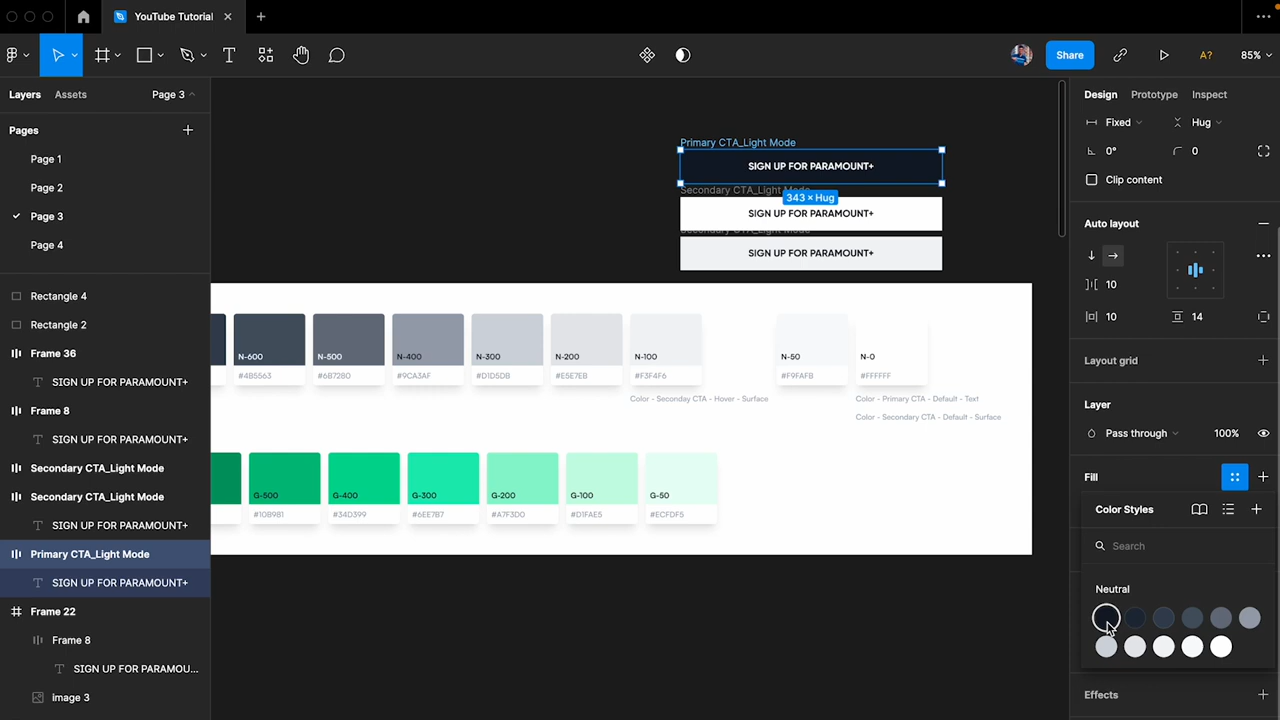 YouTube Tutorial
Share
A?
85%
Layers
Assets
Page 3
Pages
Page 1
Page 2
Page 3
Page 4
Rectangle 4
Rectangle 2
Frame 36
SIGN UP FOR PARAMOUNT+
Frame 8
SIGN UP FOR PARAMOUNT+
Secondary CTA_Light Mode
Secondary CTA_Light Mode
SIGN UP FOR PARAMOUNT+
Primary CTA_Light Mode
SIGN UP FOR PARAMOUNT+
Frame 22
Frame 8
SIGN UP FOR PARAMOU...
image 3
Primary CTA_Light Mode
SIGN UP FOR PARAMOUNT+
Secondary CTA_Light Mode
343 × Hug
SIGN UP FOR PARAMOUNT+
Secondary CTA_Light Mode
SIGN UP FOR PARAMOUNT+
N-600
#4B5563
N-500
#6B7280
N-400
#9CA3AF
N-300
#D1D5DB
N-200
#E5E7EB
N-100
#F3F4F6
N-50
#F9FAFB
N-0
#FFFFFF
Color - Seconday CTA - Hover - Surface
Color - Primary CTA - Default - Text
Color - Secondary CTA - Default - Surface
G-500
#10B981
G-400
#34D399
G-300
#6EE7B7
G-200
#A7F3D0
G-100
#D1FAE5
G-50
#ECFDF5
Design
Prototype
Inspect
Fixed
Hug
0°
0
Clip content
Auto layout
10
10
14
Layout grid
Layer
Pass through
100%
Fill
Color Styles
Search
Neutral
Effects